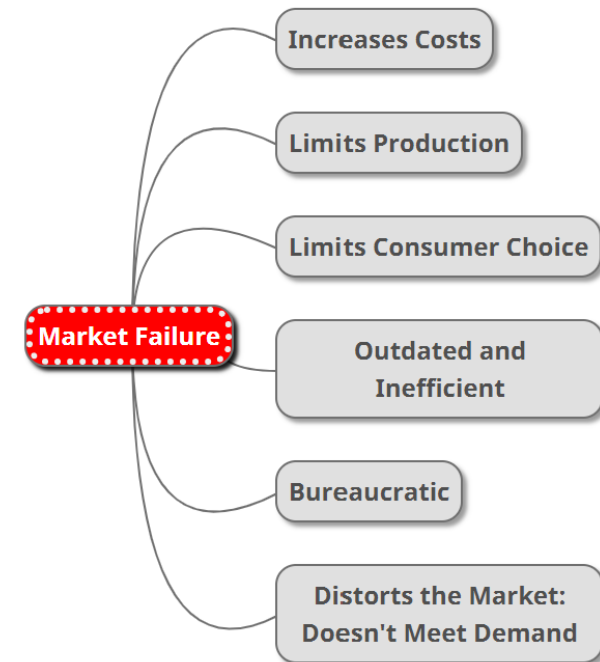 Increases Costs
Limits Production
Limits Consumer Choice
Market Failure
Outdated and
Inefficient
Bureaucratic
Distorts the Market:
Doesn't Meet Demand